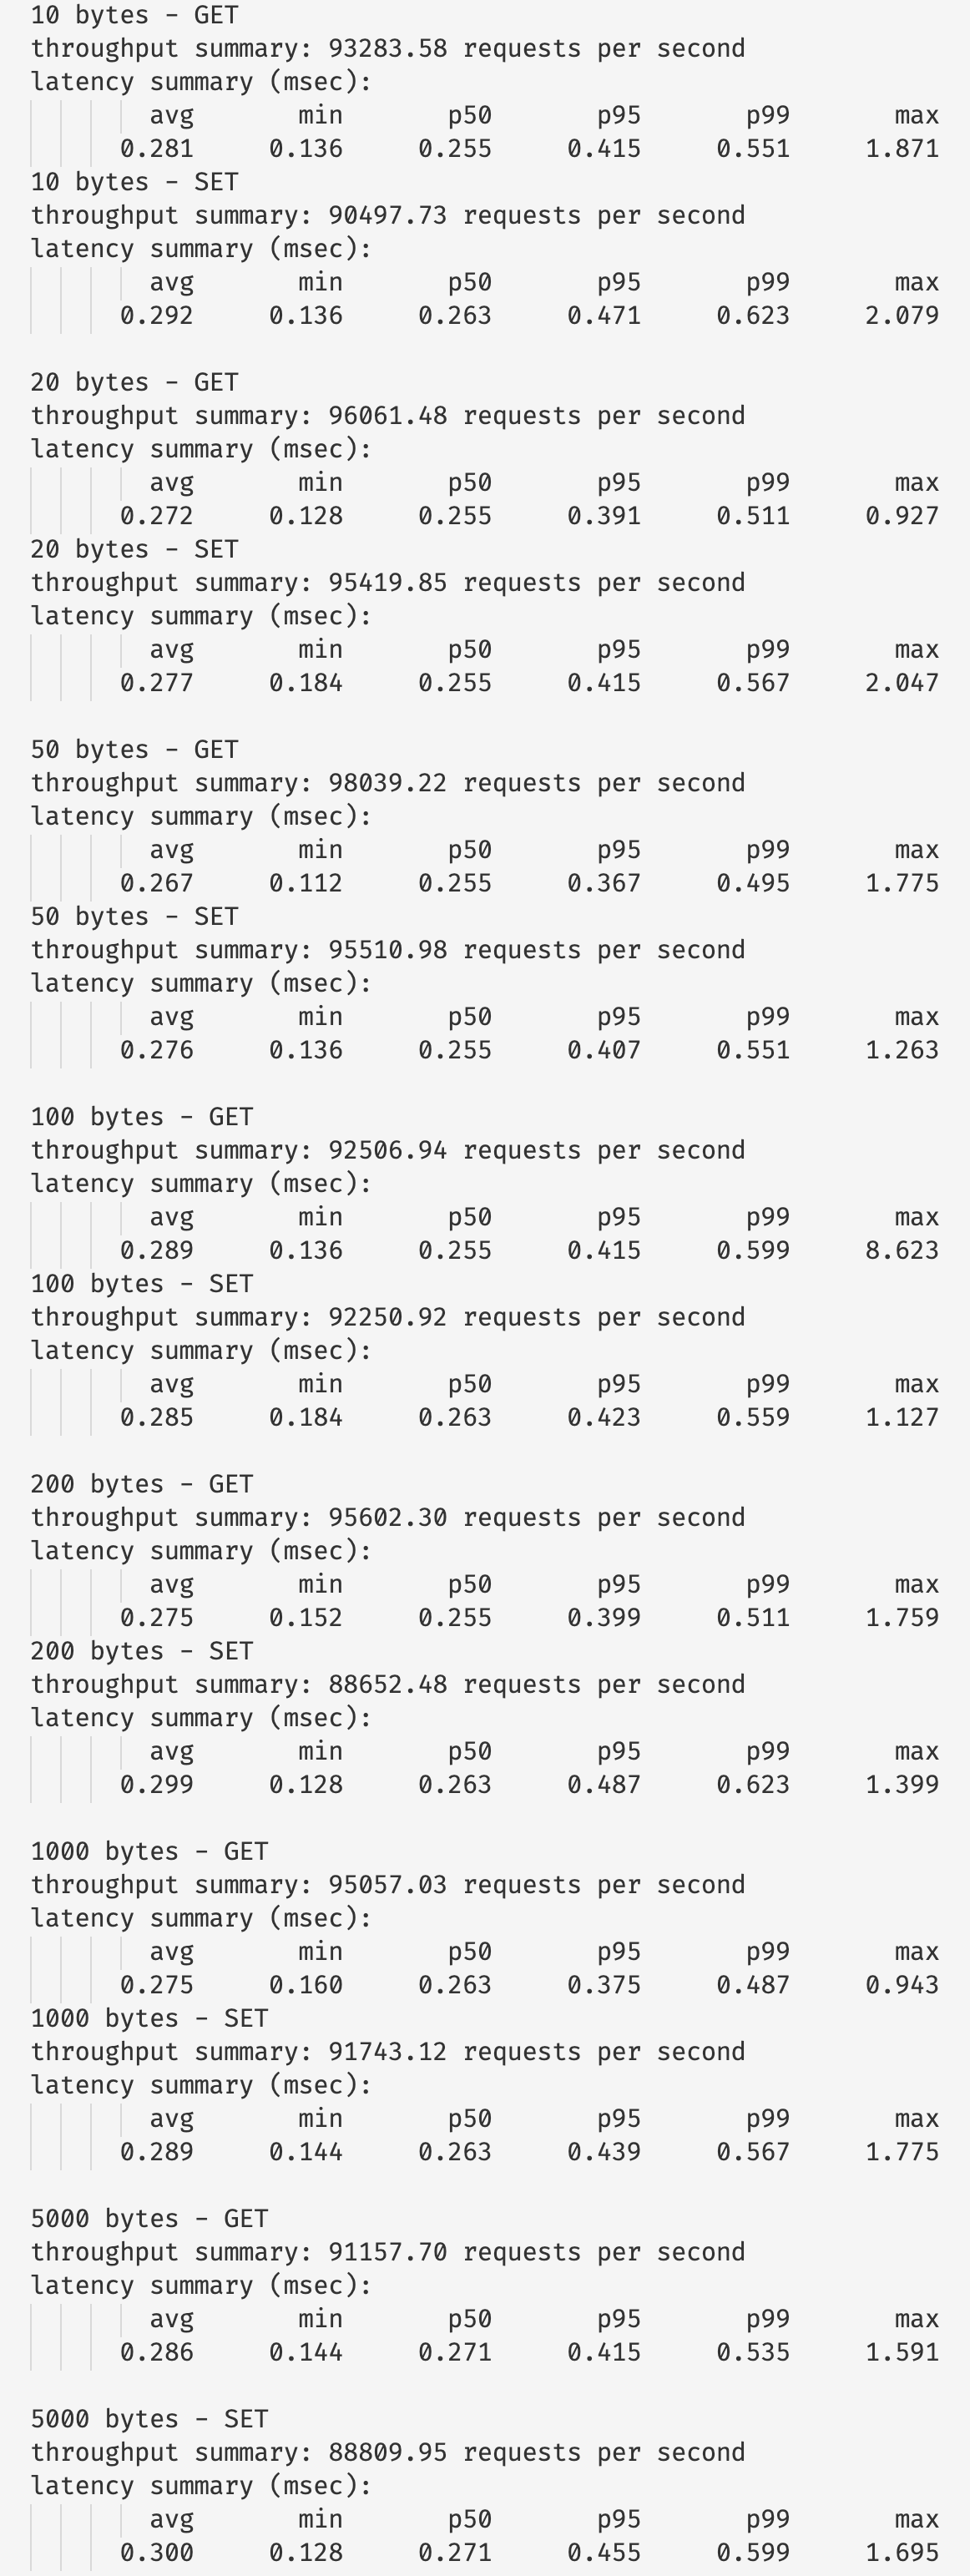 10 bytes - GET
throughput summary: 93283.58 requests per second
latency summary (msec):
avg min p50 p95 p99 max
0.281 0.136 0.255 0.415 0.551 1.871
10 bytes - SET
throughput summary: 90497.73 requests per second
latency summary (msec):
avg min p50 p95 p99 max
0.292 0.136 0.263 0.471 0.623 2.079
20 bytes - GET
throughput summary: 96061.48 requests per second
latency summary (msec):
avg min p50 p95 p99 max
0.272 0.128 0.255 0.391 0.511 0.927
20 bytes - SET
throughput summary: 95419.85 requests per second
latency summary (msec):
avg min p50 p95 p99 max
0.277 0.184 0.255 0.415 0.567 2.047
50 bytes - GET
throughput summary: 98039.22 requests per second
latency summary (msec):
avg min p50 p95 p99 max
0.267 0.112 0.255 0.367 0.495 1.775
50 bytes - SET
throughput summary: 95510.98 requests per second
latency summary (msec):
avg min p50 p95 p99 max
0.276 0.136 0.255 0.407 0.551 1.263
100 bytes - GET
throughput summary: 92506.94 requests per second
latency summary (msec):
avg min p50 p95 p99 max
0.289 0.136 0.255 0.415 0.599 8.623
100 bytes - SET
throughput summary: 92250.92 requests per second
latency summary (msec):
avg min p50 p95 p99 max
0.285 0.184 0.263 0.423 0.559 1.127
200 bytes - GET
throughput summary: 95602.30 requests per second
latency summary (msec):
avg min p50 p95 p99 max
0.275 0.152 0.255 0.399 0.511 1.759
200 bytes - SET
throughput summary: 88652.48 requests per second
latency summary (msec):
avg min p50 p95 p99 max
0.299 0.128 0.263 0.487 0.623 1.399
1000 bytes - GET
throughput summary: 95057.03 requests per second
latency summary (msec):
avg min p50 p95 p99 max
0.275 0.160 0.263 0.375 0.487 0.943
1000 bytes - SET
throughput summary: 91743.12 requests per second
latency summary (msec):
avg min p50 p95 p99 max
0.289 0.144 0.263 0.439 0.567 1.775
5000 bytes - GET
throughput summary: 91157.70 requests per second
latency summary (msec):
avg min p50 p95 p99 max
0.286 0.144 0.271 0.415 0.535 1.591
5000 bytes - SET
throughput summary: 88809.95 requests per second
latency summary (msec):
avg min p50 p95 p99 max
0.300 0.128 0.271 0.455 0.599 1.695